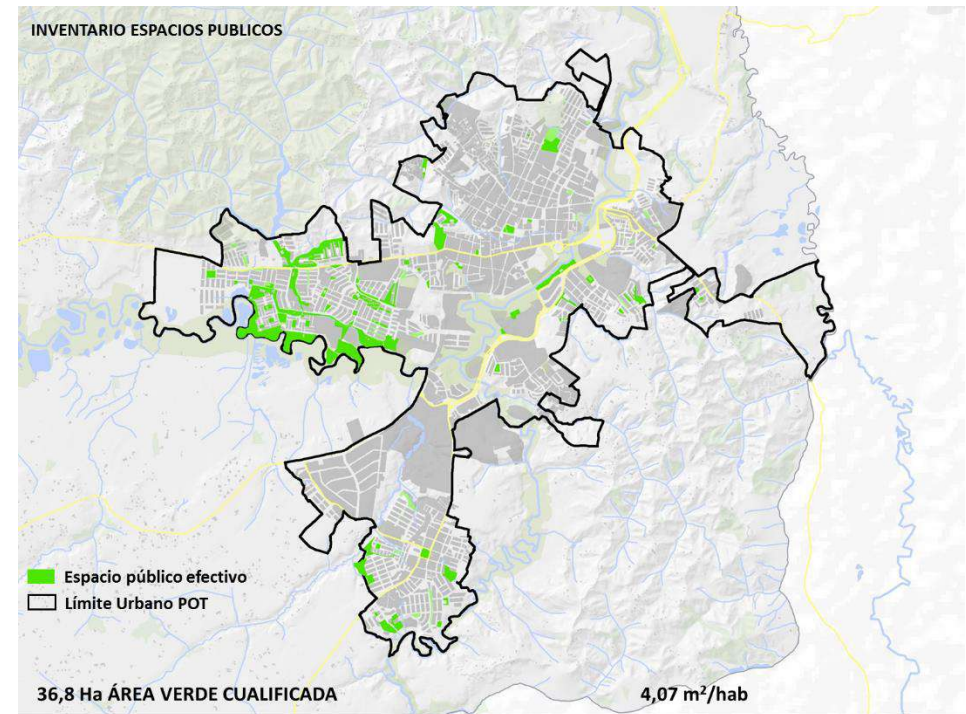 INVENTARIO ESPACIOS PUBLICOS
Espacio público efectivo
Límite Urbano POT
36,8 Ha ÁREA VERDE CUALIFICADA
4,07 m²/hab